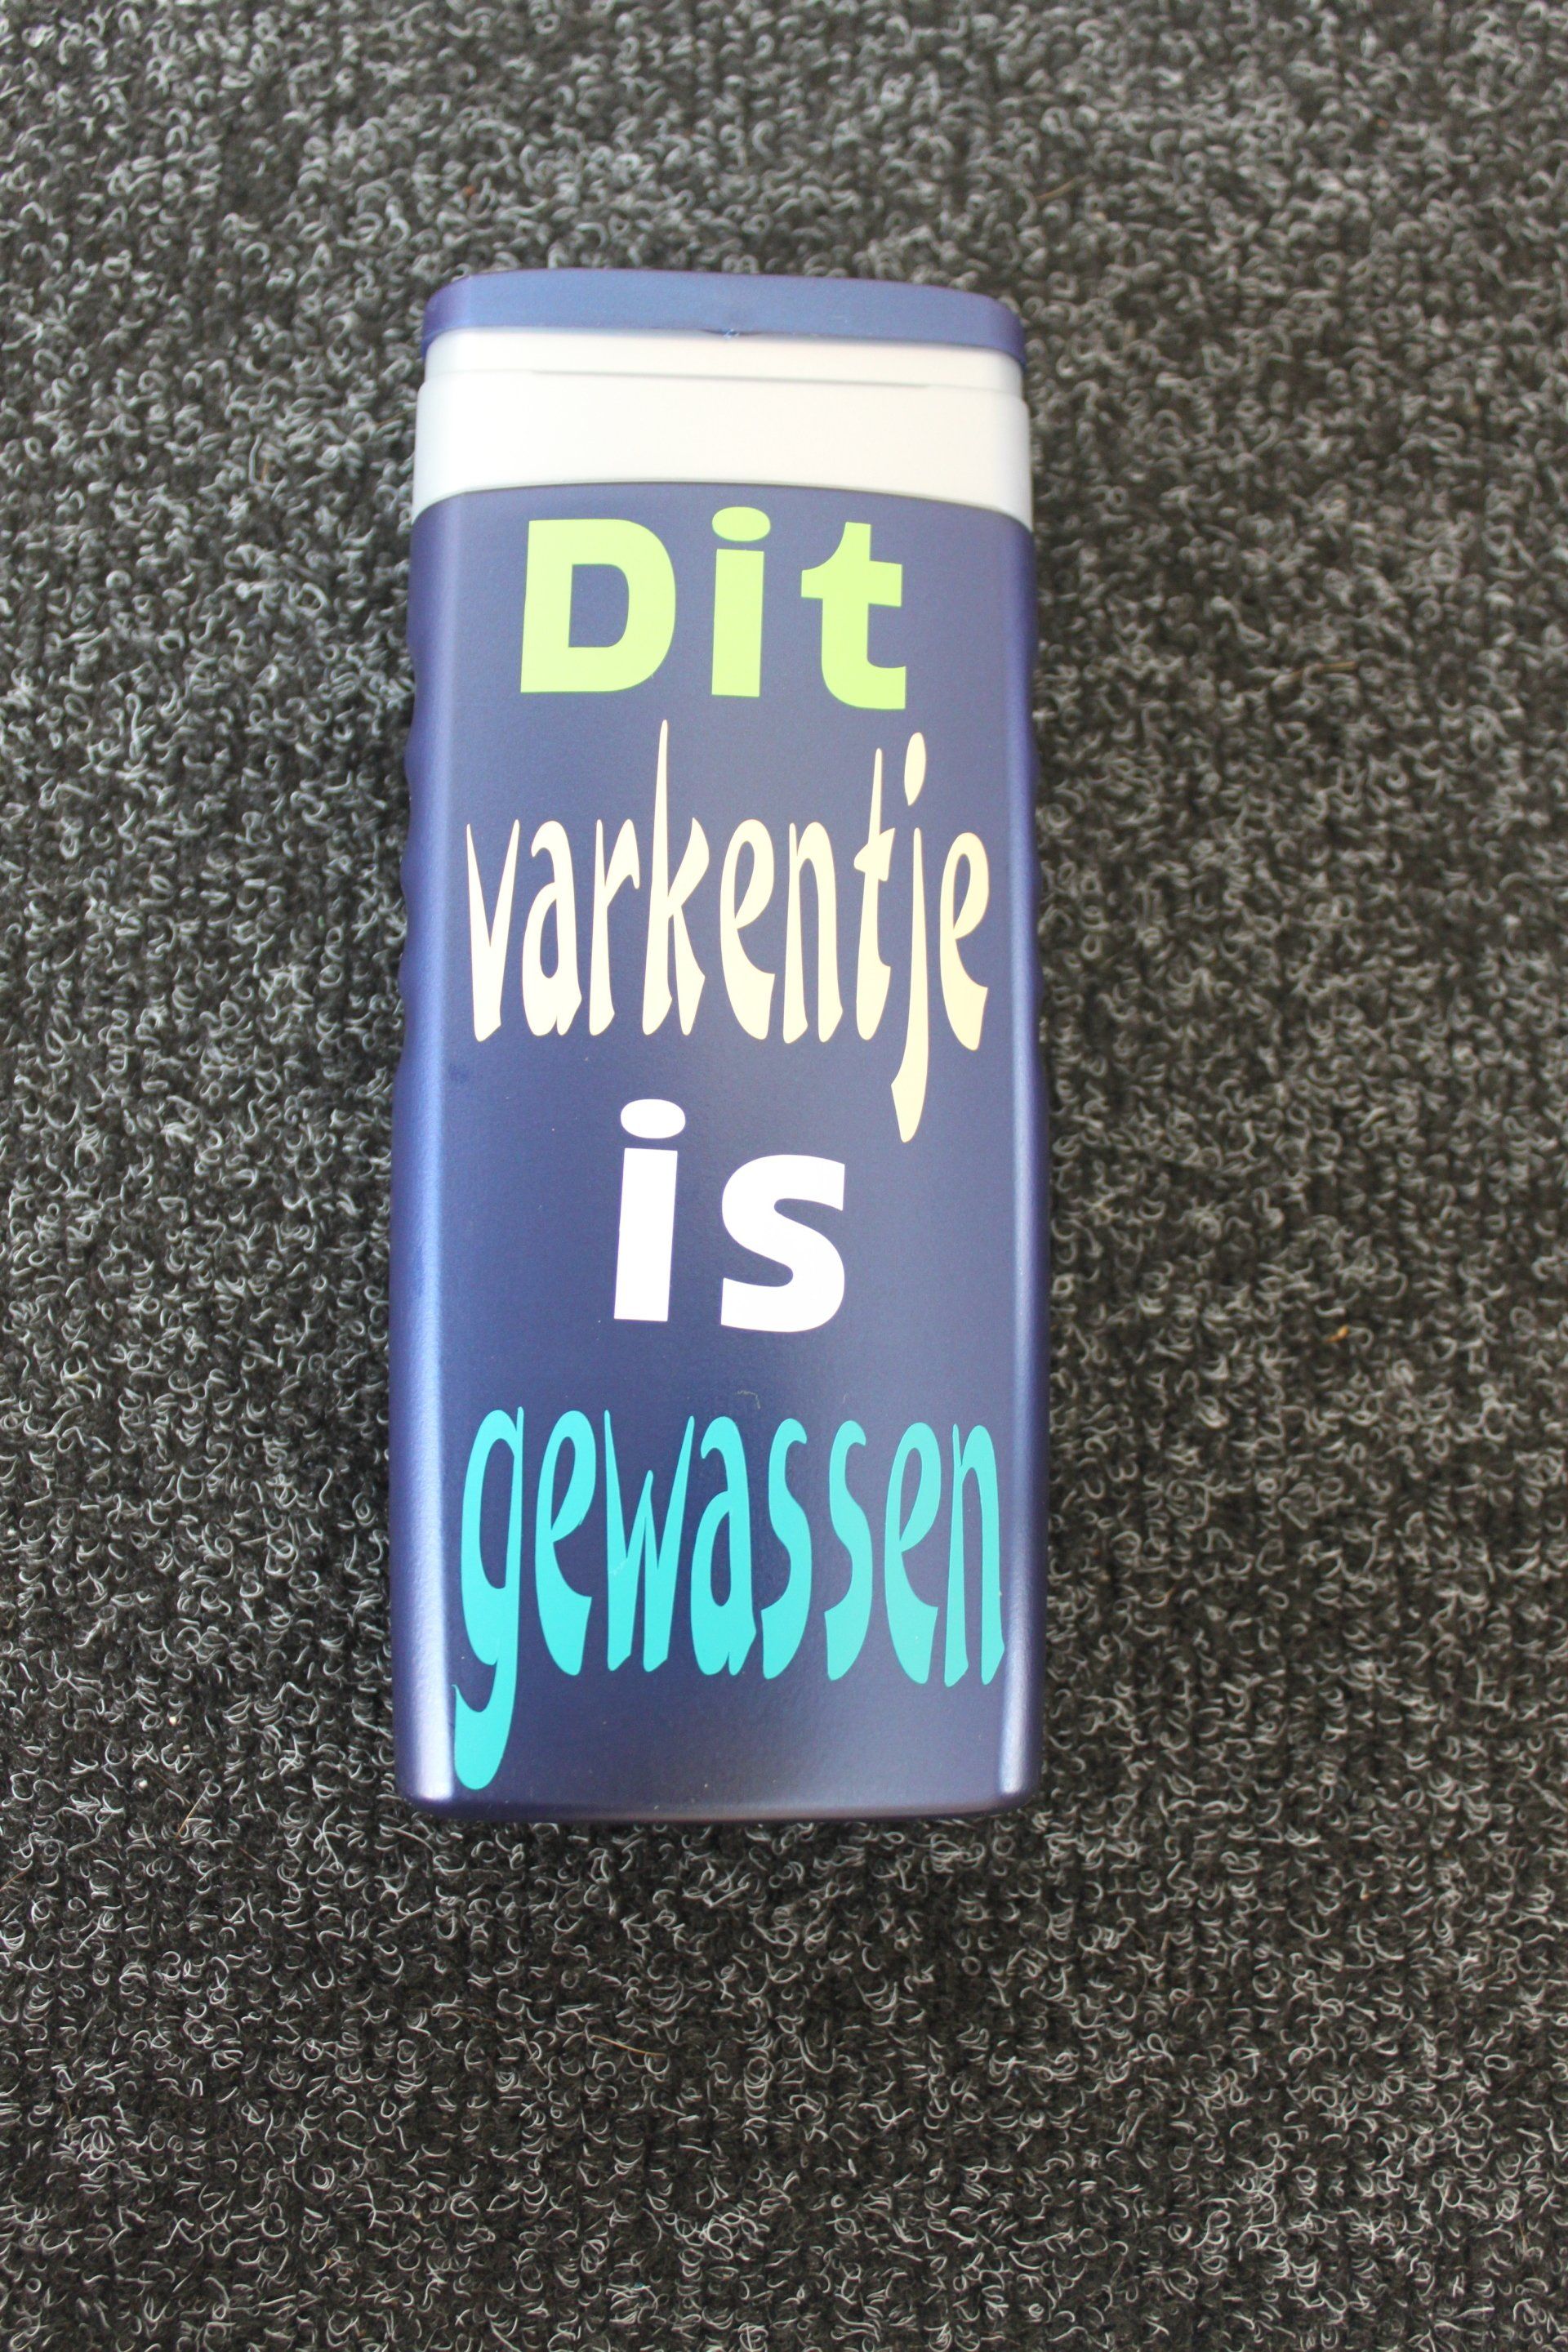 Dit
varkentje
is
gewassen